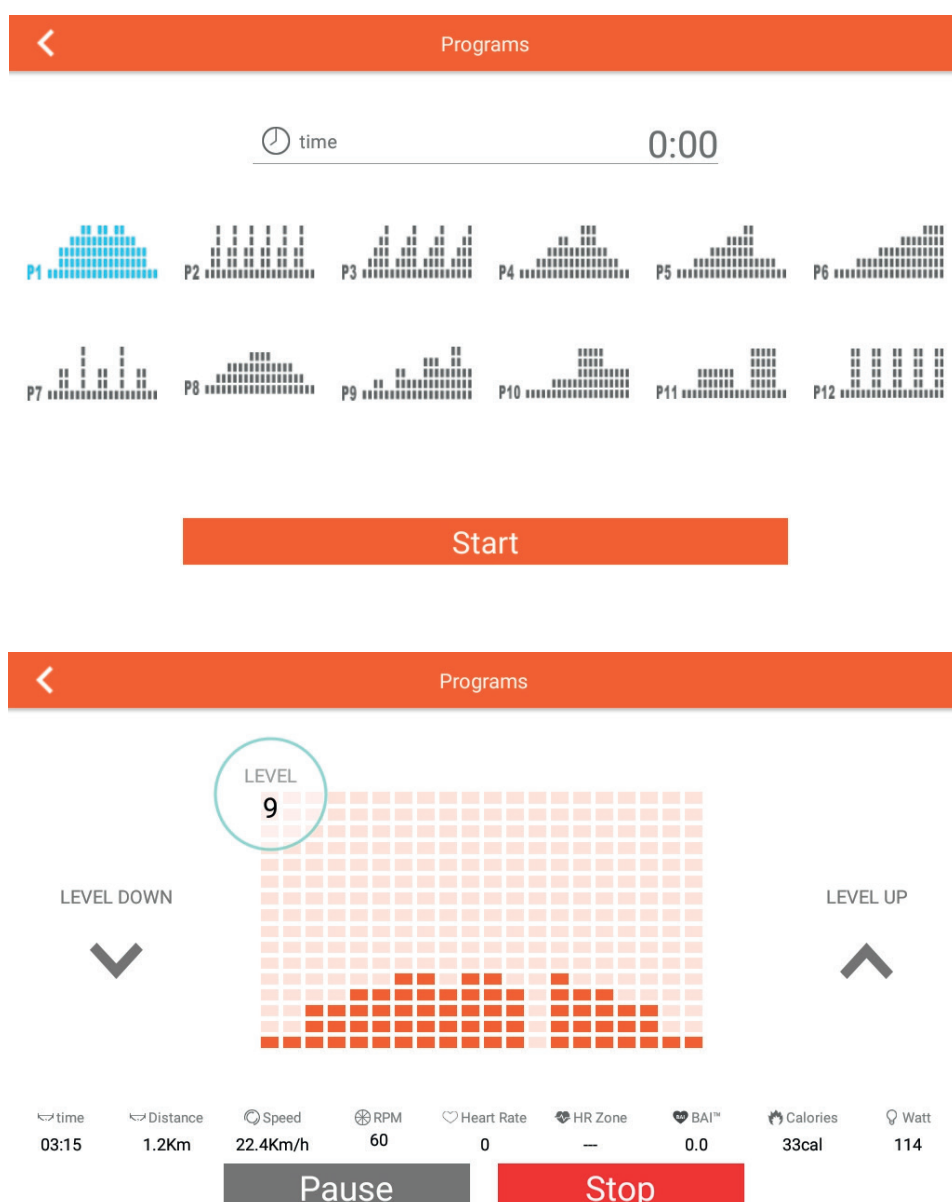 Programs
time 0:00
P1 P2 P3 P4 P5 P6
P7 P8 P9 P10 P11 P12
Start
Programs
LEVEL
9
LEVEL DOWN LEVEL UP
time Distance Speed RPM Heart Rate HR Zone BAI BAI™ Calories Watt
03:15 1.2Km 22.4Km/h 60 0 --- 0.0 33cal 114
Pause Stop